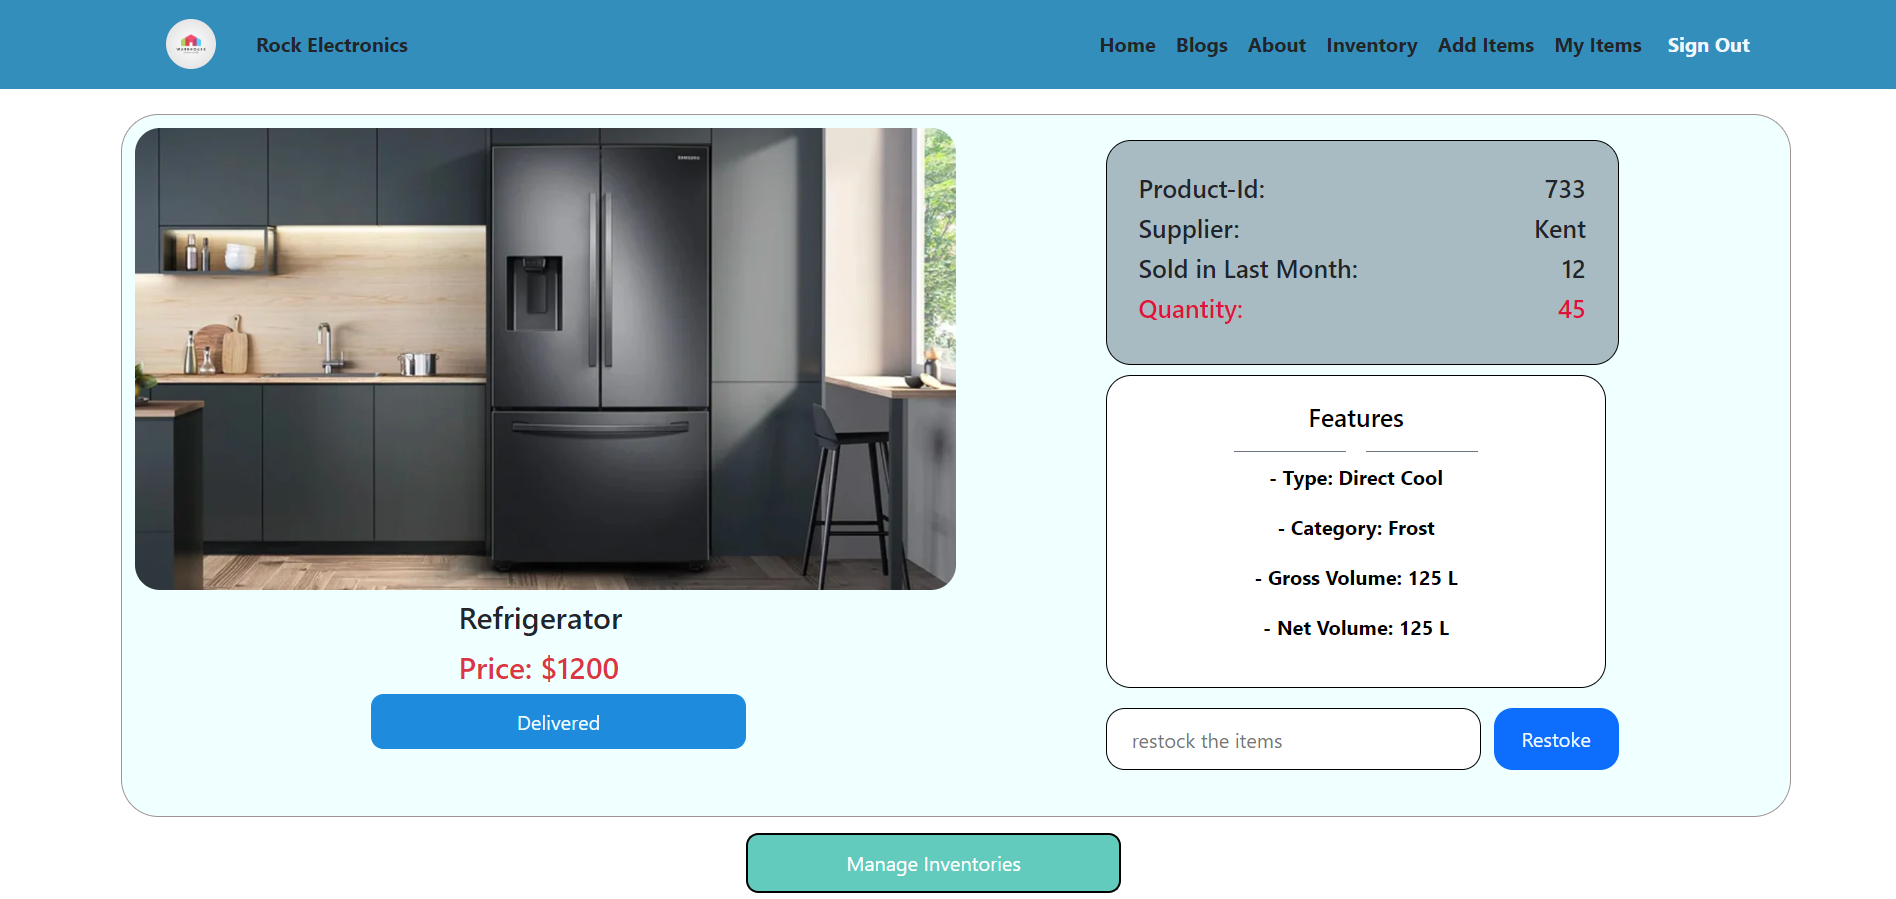 WAREHOUSE
Rock Electronics
Home Blogs About Inventory Add Items My Items Sign Out
SAMSUNG
Refrigerator
Price: $1200
Delivered
Product-Id: 733
Supplier: Kent
Sold in Last Month: 12
Quantity: 45
Features
- Type: Direct Cool
- Category: Frost
- Gross Volume: 125 L
- Net Volume: 125 L
restock the items
Restoke
Manage Inventories